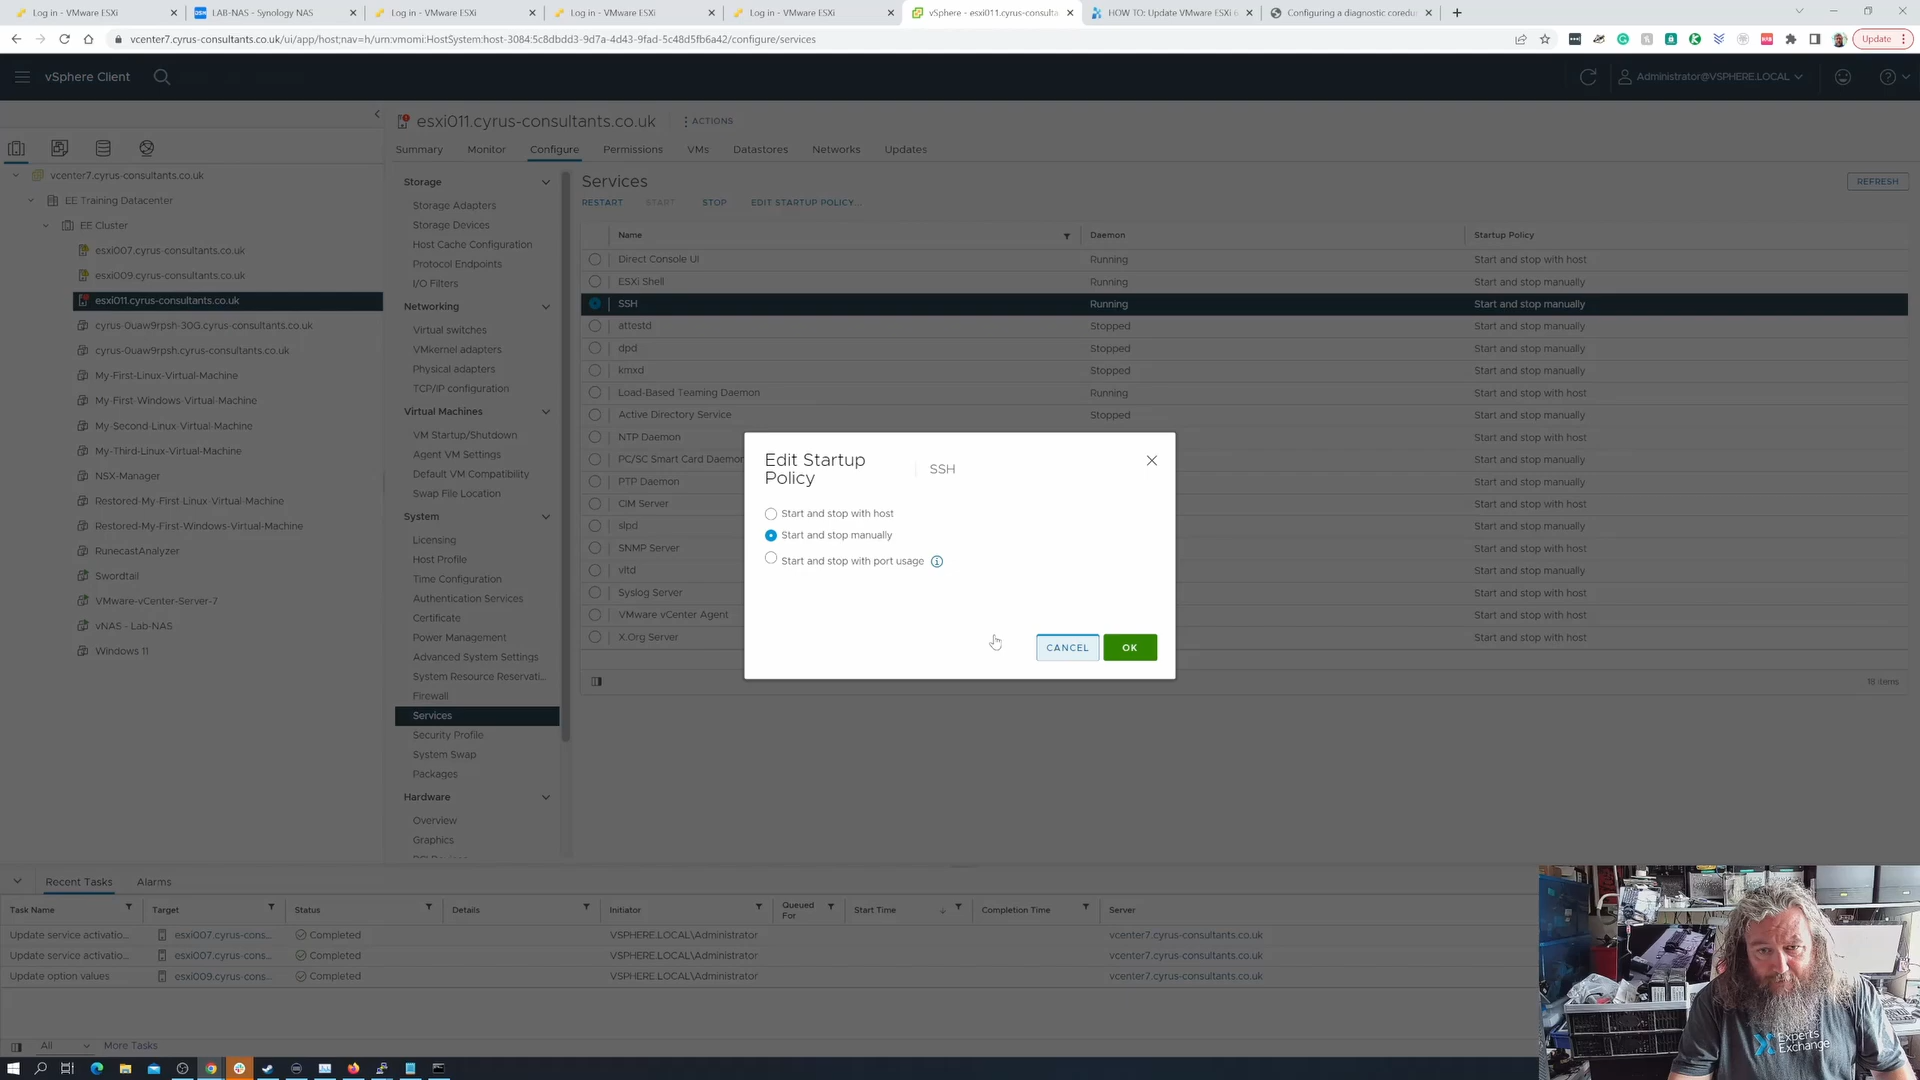 Log in - VMware ESXi
LAB-NAS - Synology NAS
Log in - VMware ESXi
Log in - VMware ESXi
Log in - VMware ESXi
vSphere - esxi011.cyrus-consulta
HOW TO: Update VMware ESXi 6
Configuring a diagnostic coredu
vcenter7.cyrus-consultants.co.uk/ui/app/host;nav=h/urn:vmomi:HostSystem:host-3084:5c8dbdd3-9d7a-4d43-9fad-5c48d5fb6a42/configure/services
Update
vSphere Client
Administrator@VSPHERE.LOCAL
esxi011.cyrus-consultants.co.uk
ACTIONS
Summary Monitor Configure Permissions VMs Datastores Networks Updates
vcenter7.cyrus-consultants.co.uk
EE Training Datacenter
EE Cluster
esxi007.cyrus-consultants.co.uk
esxi009.cyrus-consultants.co.uk
esxi011.cyrus-consultants.co.uk
cyrus-0uaw9rpsh-30G.cyrus-consultants.co.uk
cyrus-0uaw9rpsh.cyrus-consultants.co.uk
My-First-Linux-Virtual-Machine
My-First-Windows-Virtual-Machine
My-Second-Linux-Virtual-Machine
My-Third-Linux-Virtual-Machine
NSX-Manager
Restored-My-First-Linux-Virtual-Machine
Restored-My-First-Windows-Virtual-Machine
RunecastAnalyzer
Swordtail
VMware-vCenter-Server-7
vNAS - Lab-NAS
Windows 11
Storage
Storage Adapters
Storage Devices
Host Cache Configuration
Protocol Endpoints
I/O Filters
Networking
Virtual switches
VMkernel adapters
Physical adapters
TCP/IP configuration
Virtual Machines
VM Startup/Shutdown
Agent VM Settings
Default VM Compatibility
Swap File Location
System
Licensing
Host Profile
Time Configuration
Authentication Services
Certificate
Power Management
Advanced System Settings
System Resource Reservati...
Firewall
Services
Security Profile
System Swap
Packages
Hardware
Overview
Graphics
Services
REFRESH
RESTART START STOP EDIT STARTUP POLICY...
Name Daemon Startup Policy
Direct Console UI Running Start and stop with host
ESXi Shell Running Start and stop manually
SSH Running Start and stop manually
attestd Stopped Start and stop manually
dpd Stopped Start and stop manually
kmxd Stopped Start and stop manually
Load-Based Teaming Daemon Running Start and stop with host
Active Directory Service Stopped Start and stop manually
NTP Daemon Start and stop with host
PC/SC Smart Card Daemon Start and stop manually
PTP Daemon Start and stop manually
CIM Server Start and stop with host
slpd Start and stop manually
SNMP Server Start and stop with host
vltd Start and stop manually
Syslog Server Start and stop with host
VMware vCenter Agent Start and stop with host
X.Org Server Start and stop with host
18 items
Edit Startup
Policy
SSH
Start and stop with host
Start and stop manually
Start and stop with port usage
CANCEL OK
Recent Tasks Alarms
Task Name Target Status Details Initiator Queued
For Start Time Completion Time Server
Update service activatio... esxi007.cyrus-cons... Completed VSPHERE.LOCAL\Administrator vcenter7.cyrus-consultants.co.uk
Update service activatio... esxi007.cyrus-cons... Completed VSPHERE.LOCAL\Administrator vcenter7.cyrus-consultants.co.uk
Update option values esxi009.cyrus-cons... Completed VSPHERE.LOCAL\Administrator vcenter7.cyrus-consultants.co.uk
All More Tasks
Experts
Exchange